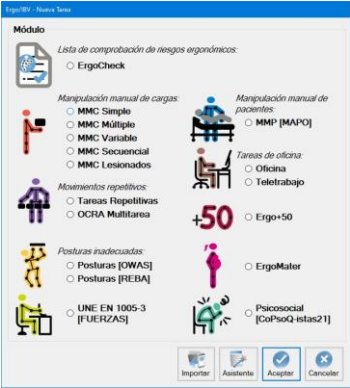 Ergo/IBV - Nueva Tarea
Módulo
Lista de comprobación de riesgos ergonómicos:
ErgoCheck
Manipulación manual de cargas:
MMC Simple
MMC Múltiple
MMC Variable
MMC Secuencial
MMC Lesionados
Manipulación manual de
pacientes:
MMP [MAPO]
Tareas de oficina:
Oficina
Teletrabajo
Movimientos repetitivos:
Tareas Repetitivas
OCRA Multitarea
+50
Ergo+50
Posturas inadecuadas:
Posturas [OWAS]
Posturas [REBA]
ErgoMater
UNE EN 1005-3
[FUERZAS]
Psicosocial
[CoPsoQ-istas21]
Importar
Asistente
Aceptar
Cancelar